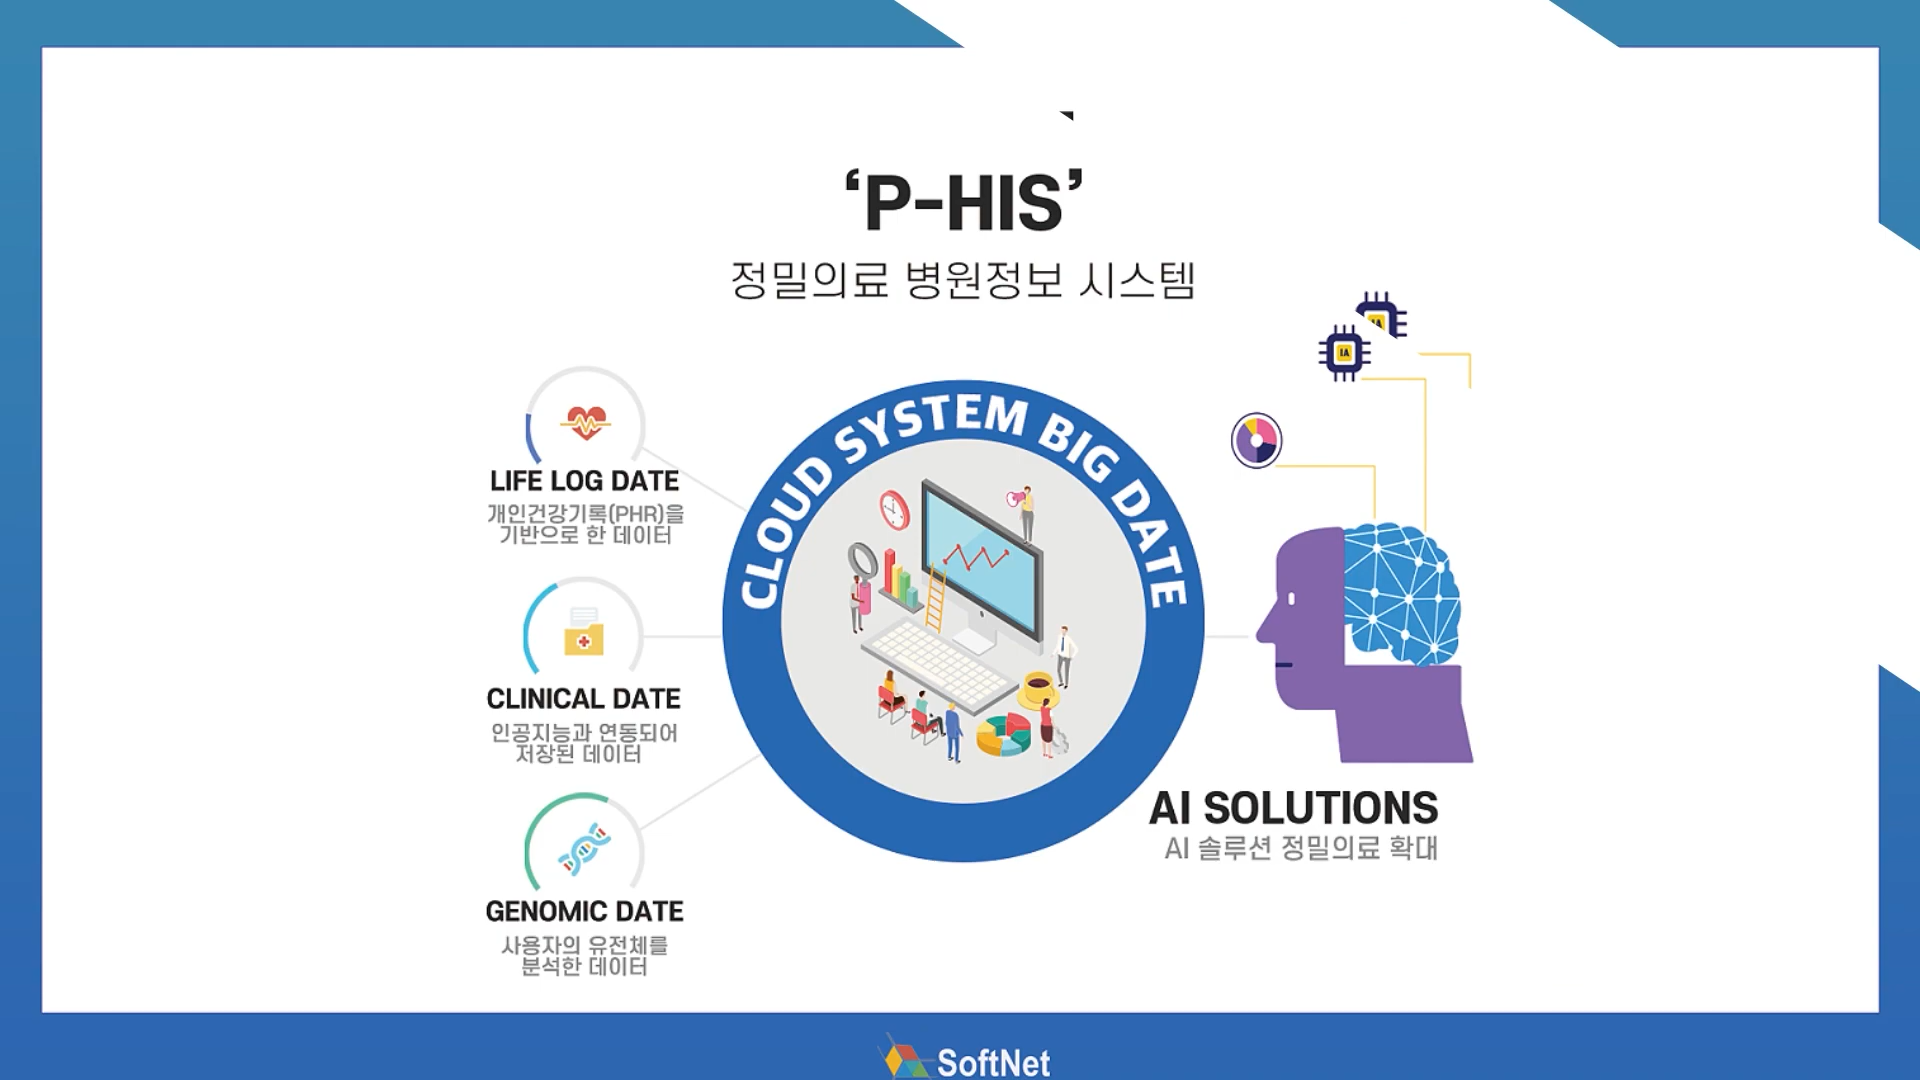 ‘P-HIS’
정밀의료 병원정보 시스템
IA
IA
LIFE LOG DATE
개인건강기록(PHR)을
기반으로 한 데이터
CLINICAL DATE
인공지능과 연동되어
저장된 데이터
GENOMIC DATE
사용자의 유전체를
분석한 데이터
CLOUD SYSTEM BIG DATE
AI SOLUTIONS
AI 솔루션 정밀의료 확대
SoftNet